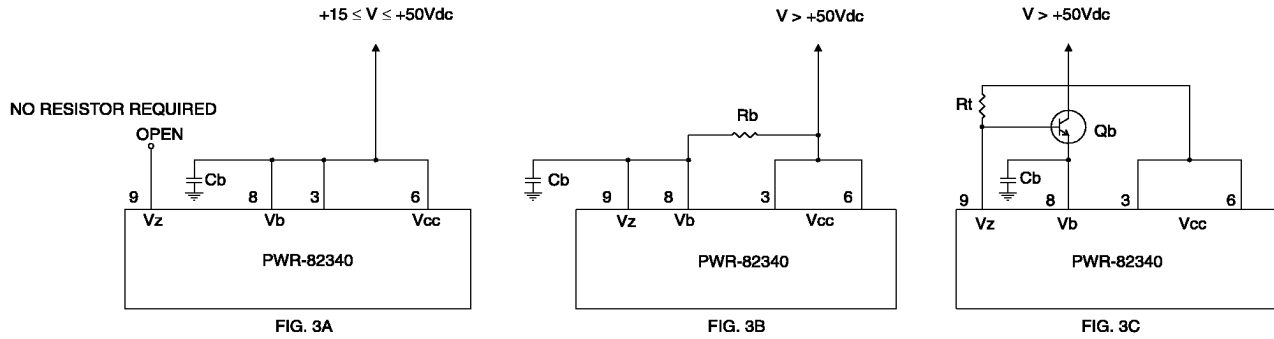 +15 ≤ V ≤ +50Vdc
NO RESISTOR REQUIRED
OPEN
Cb
9
8
3
6
Vz
Vb
PWR-82340
FIG. 3A
V > +50Vdc
Rb
Cb
9
8
3
6
Vz
Vb
Vcc
PWR-82340
FIG. 3B
V > +50Vdc
Rt
Qb
Cb
9
8
3
6
Vz
Vb
Vcc
PWR-82340
FIG. 3C